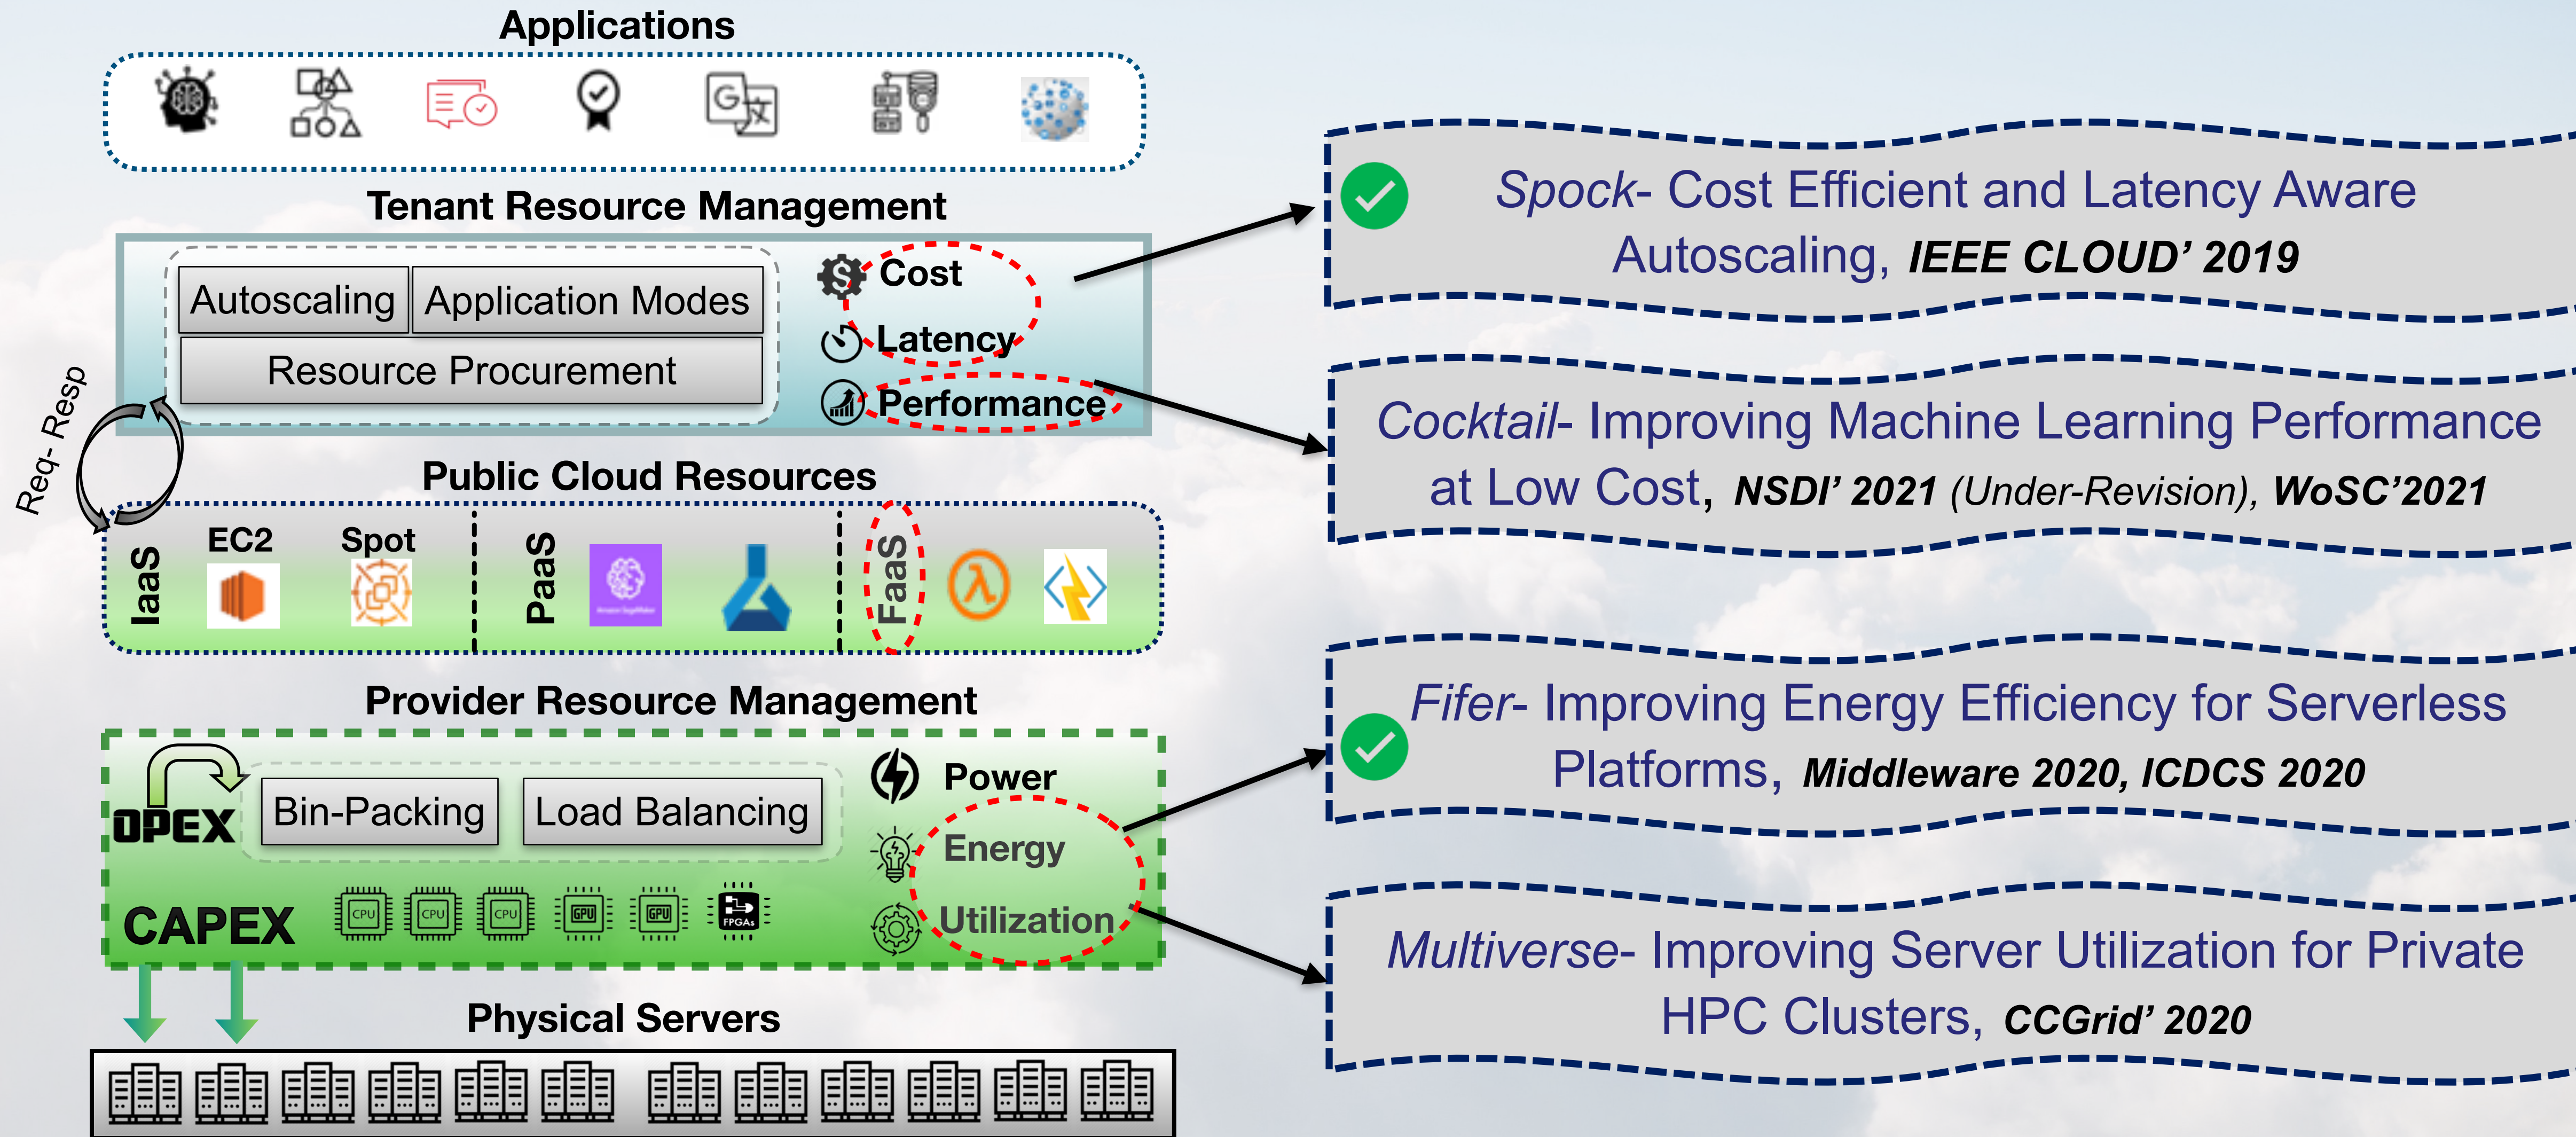 Applications
Tenant Resource Management
Autoscaling
Application Modes
Resource Procurement
Cost
Latency
Performance
Req- Resp
Public Cloud Resources
IaaS
EC2
Spot
PaaS
Amazon SageMaker
FaaS
Provider Resource Management
OPEX
Bin-Packing
Load Balancing
Power
Energy
Utilization
CAPEX
CPU
CPU
CPU
GPU
GPU
FPGAs
Physical Servers
Spock- Cost Efficient and Latency Aware
Autoscaling, IEEE CLOUD’ 2019
Cocktail- Improving Machine Learning Performance
at Low Cost, NSDI’ 2021 (Under-Revision), WoSC’2021
Fifer- Improving Energy Efficiency for Serverless
Platforms, Middleware 2020, ICDCS 2020
Multiverse- Improving Server Utilization for Private
HPC Clusters, CCGrid’ 2020